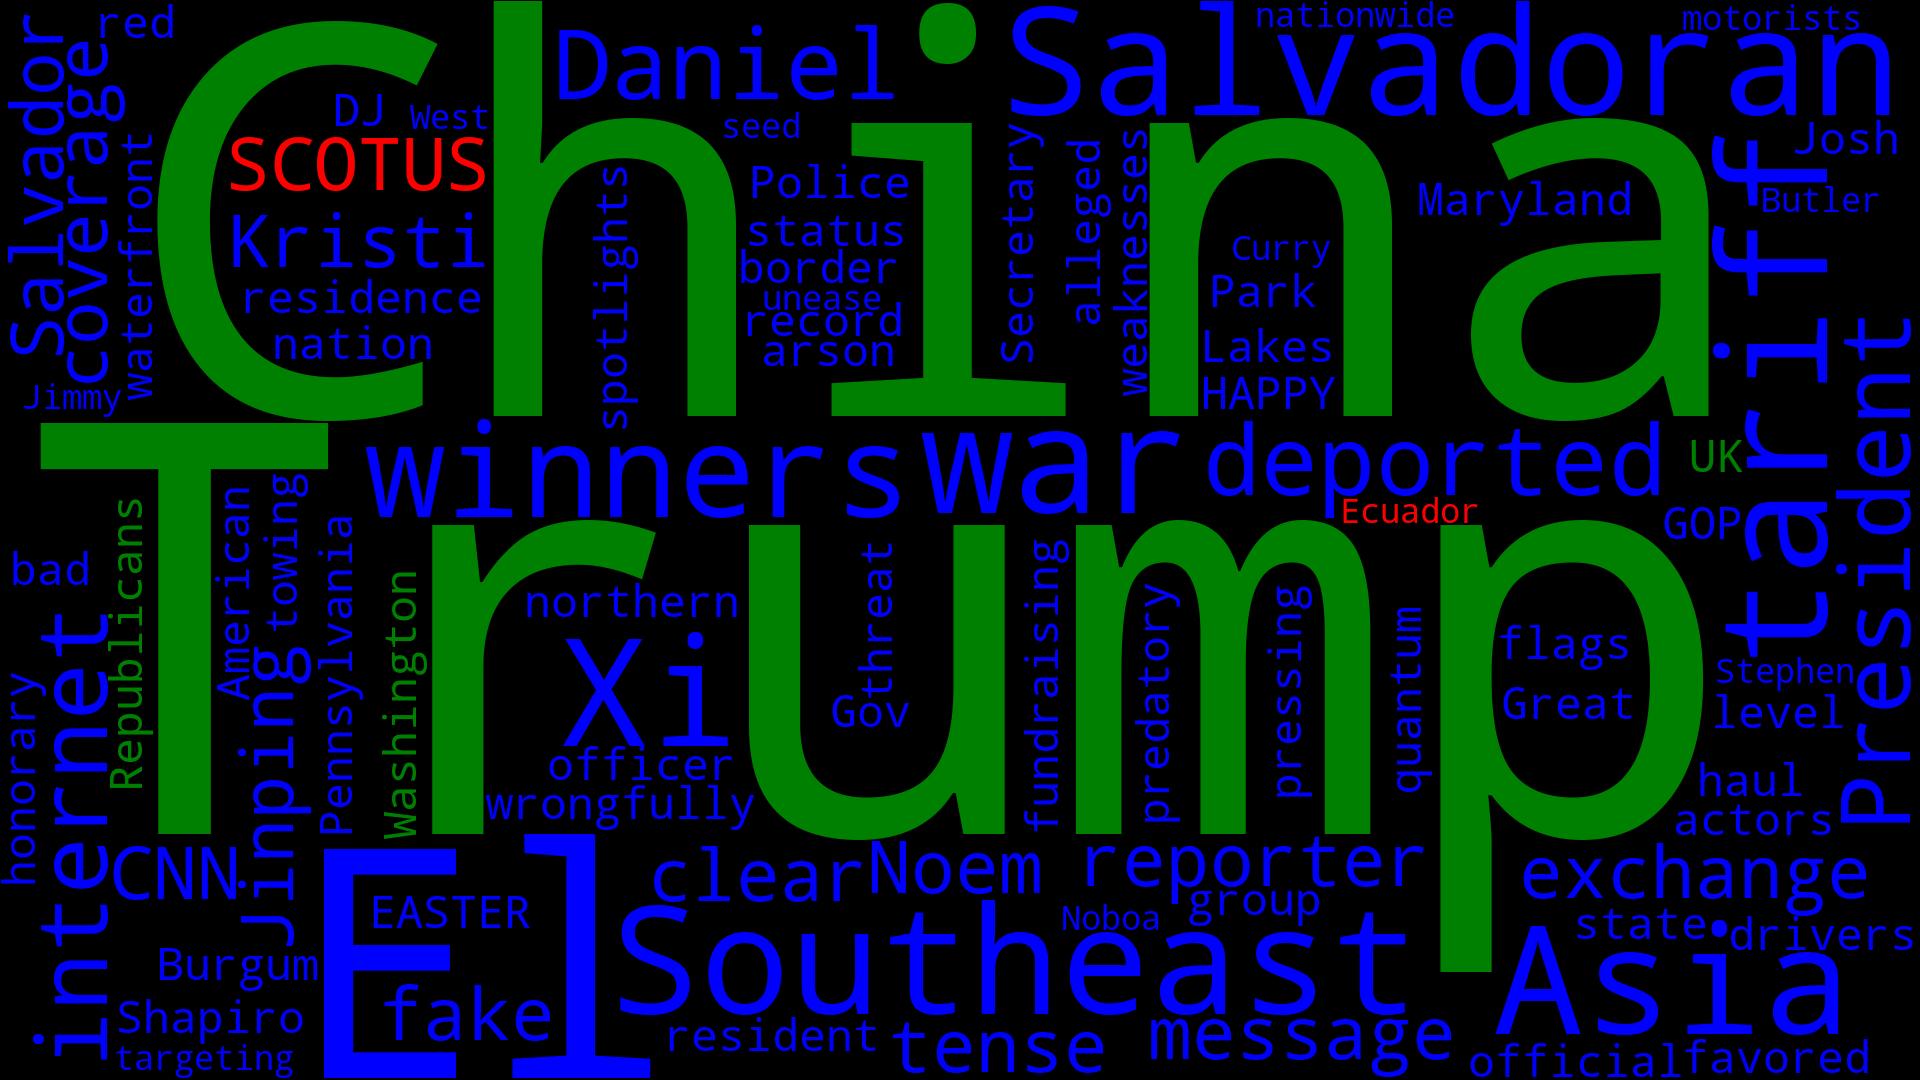 red
nationwide
motorists
Salvador
coverage
China
Daniel
Salvadoran
DJ
West
seed
SCOTUS
Josh
waterfront
spotlights
Police
Secretary
alleged
weaknesses
Maryland
Butler
tariff
Kristi
status
Curry
border
residence
unease
Park
record
nation
arson
Lakes
Jimmy
HAPPY
President
Trump
winners
war
deported
UK
Ecuador
GOP
Republicans
American
towing
Pennsylvania
bad
Washington
northern
threat
fundraising
predatory
pressing
quantum
flags
internet
Jinping
Xi
Stephen
honorary
Great
Gov
level
officer
haul
wrongfully
actors
El
CNN
clear
Noem
reporter
exchange
EASTER
group
Noboa
state
drivers
Southeast
Asia
Burgum
fake
Shapiro
resident
tense
message
targeting
official
favored